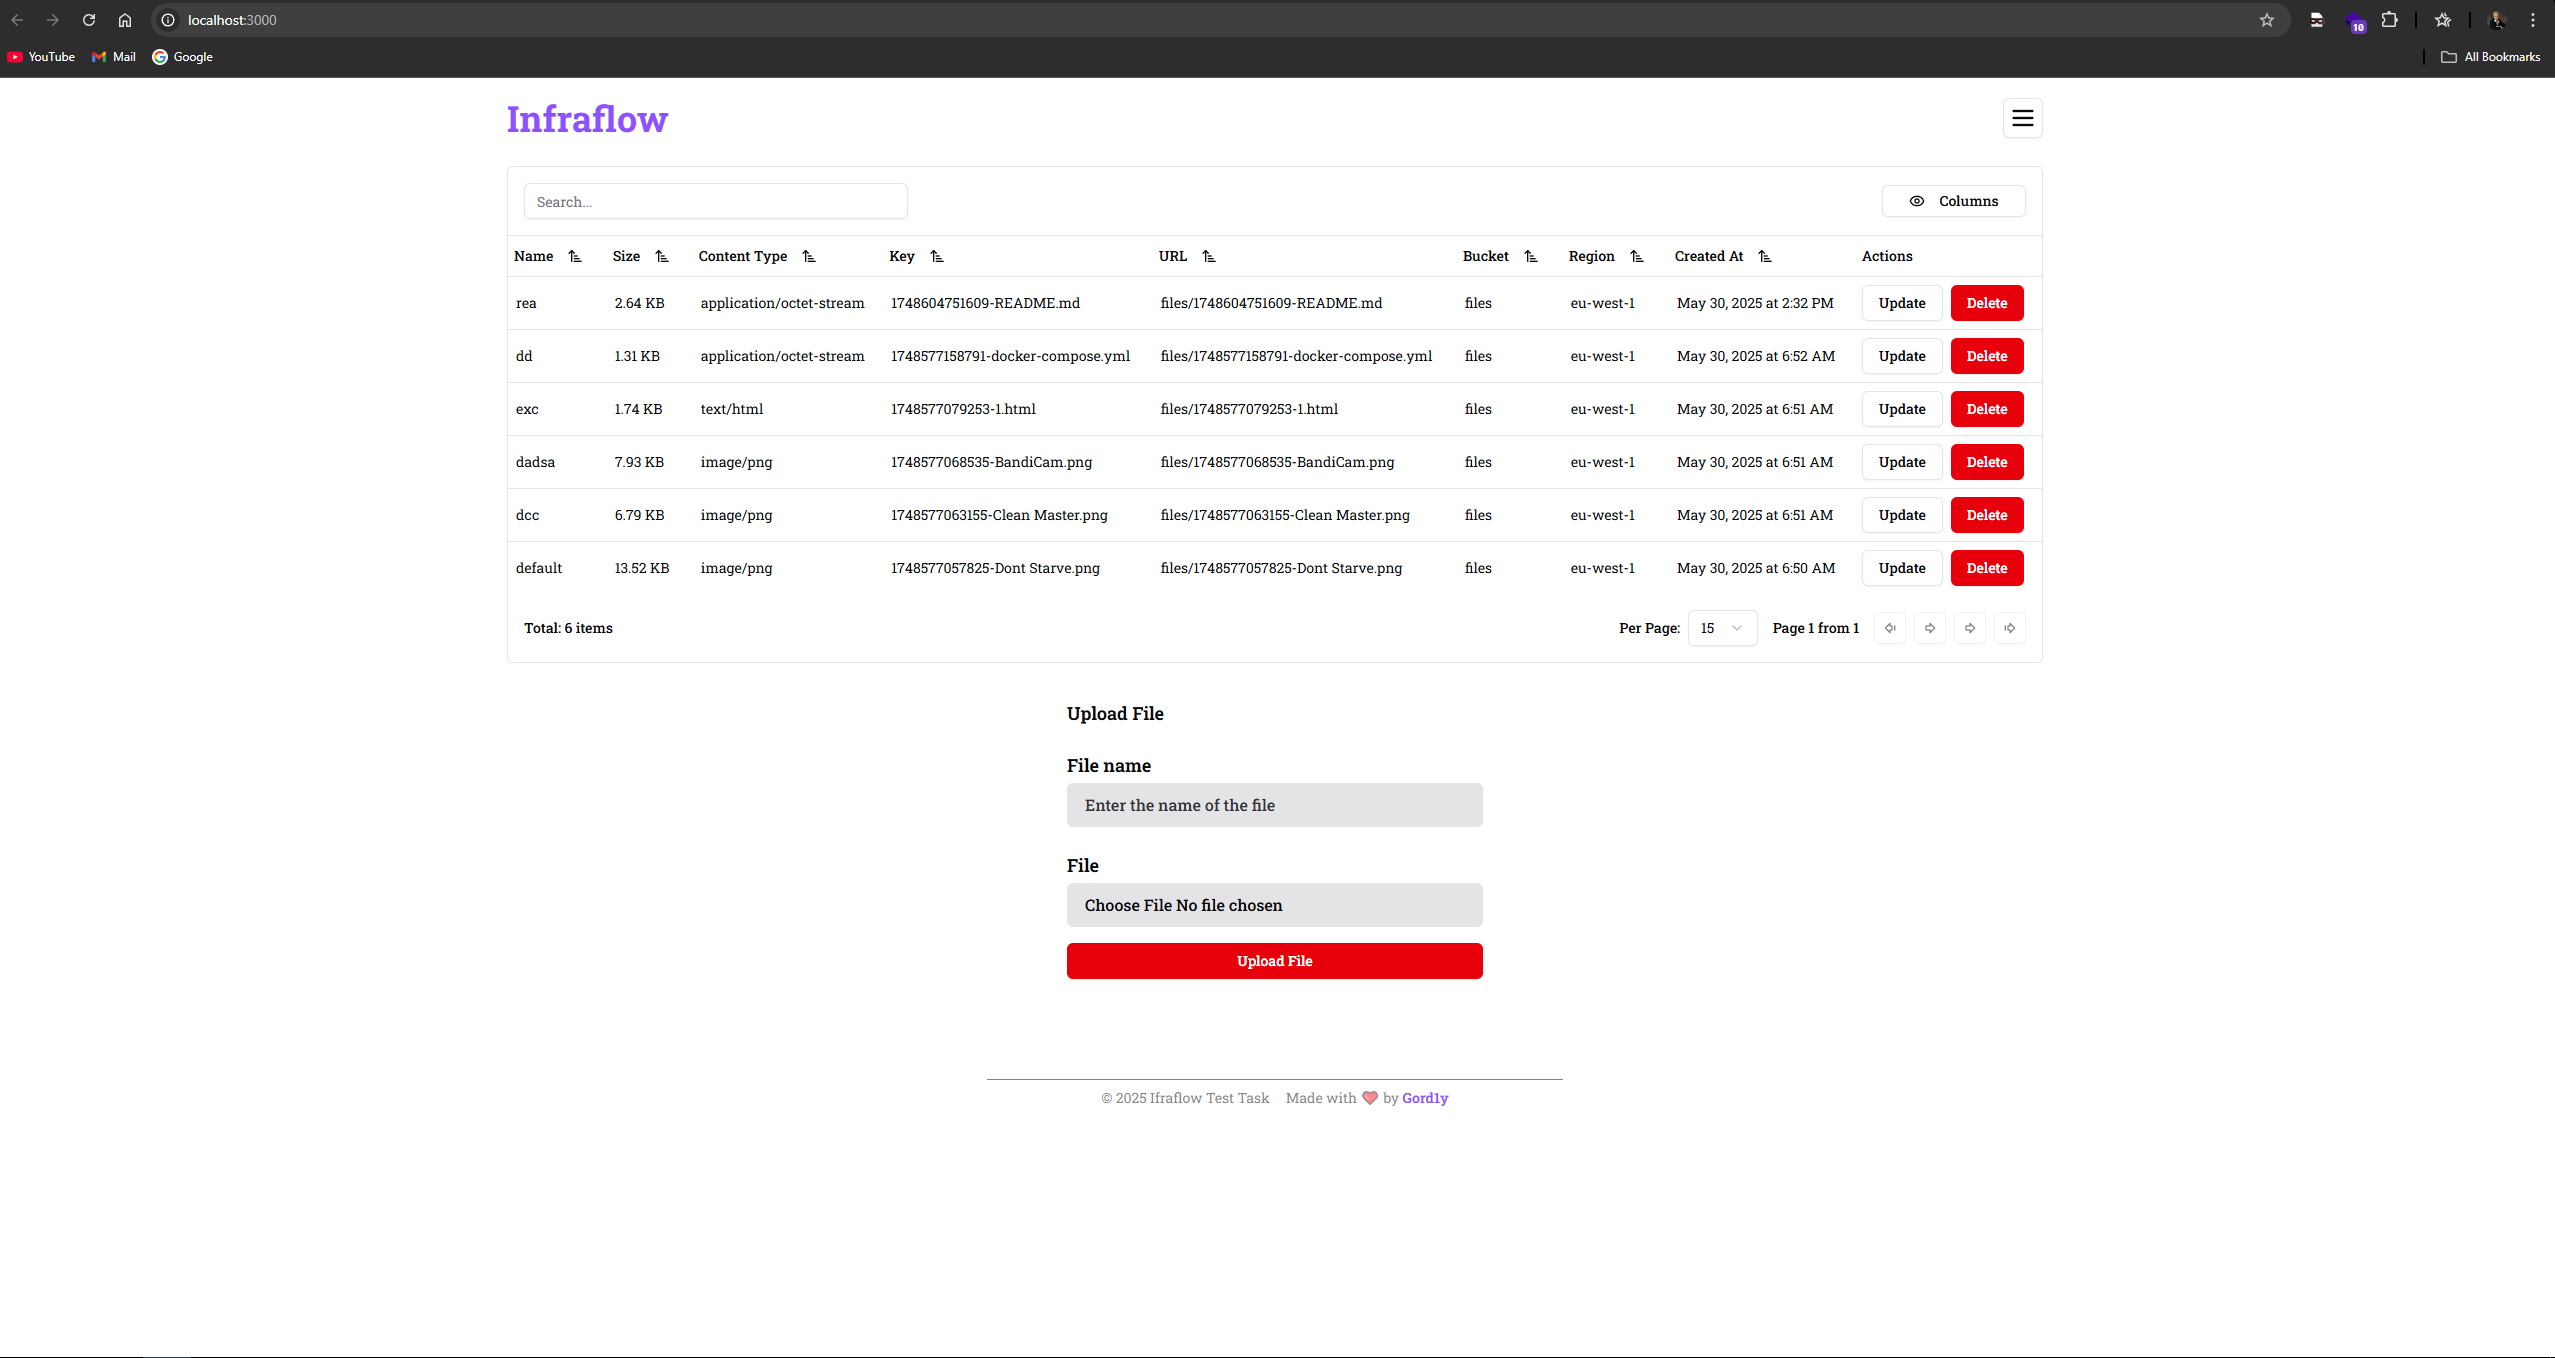 localhost:3000
10
YouTube Mail Google All Bookmarks
Infraflow
Search... Columns
Name Size Content Type Key URL Bucket Region Created At Actions
rea 2.64 KB application/octet-stream 1748604751609-README.md files/1748604751609-README.md files eu-west-1 May 30, 2025 at 2:32 PM Update Delete
dd 1.31 KB application/octet-stream 1748577158791-docker-compose.yml files/1748577158791-docker-compose.yml files eu-west-1 May 30, 2025 at 6:52 AM Update Delete
exc 1.74 KB text/html 1748577079253-1.html files/1748577079253-1.html files eu-west-1 May 30, 2025 at 6:51 AM Update Delete
dadsa 7.93 KB image/png 1748577068535-BandiCam.png files/1748577068535-BandiCam.png files eu-west-1 May 30, 2025 at 6:51 AM Update Delete
dcc 6.79 KB image/png 1748577063155-Clean Master.png files/1748577063155-Clean Master.png files eu-west-1 May 30, 2025 at 6:51 AM Update Delete
default 13.52 KB image/png 1748577057825-Dont Starve.png files/1748577057825-Dont Starve.png files eu-west-1 May 30, 2025 at 6:50 AM Update Delete
Total: 6 items Per Page: 15 Page 1 from 1
Upload File
File name
Enter the name of the file
File
Choose File No file chosen
Upload File
© 2025 Ifraflow Test Task Made with ❤️ by Gord1y